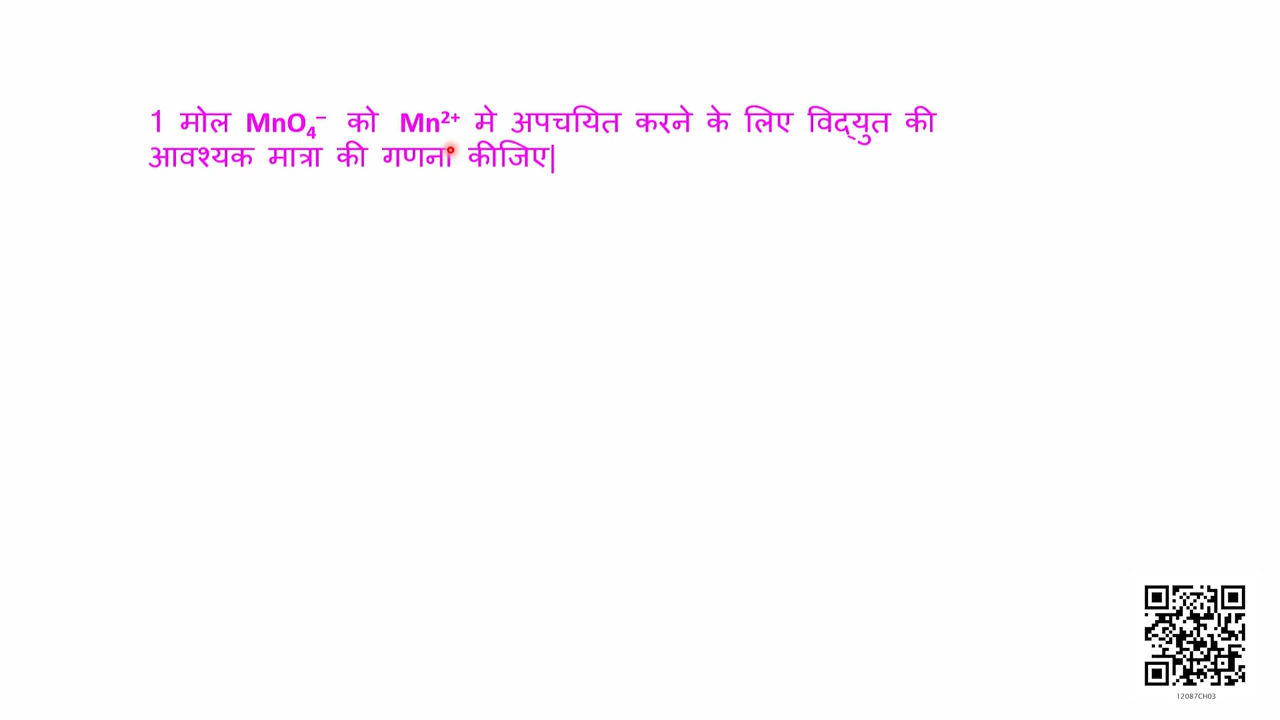 1 मोल MnO₄⁻ को Mn²⁺ मे अपचयित करने के लिए विद्युत की
आवश्यक मात्रा की गणना कीजिए|
12087CH03